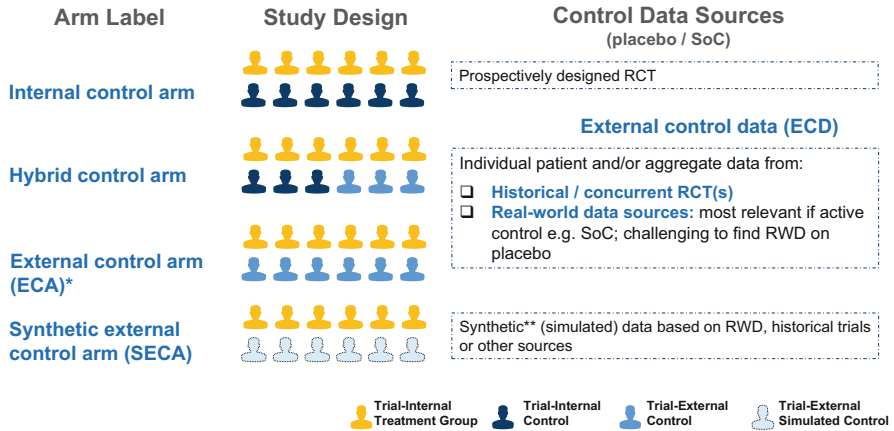 Arm Label
Study Design
Control Data Sources
(placebo / SoC)
Internal control arm
Prospectively designed RCT
External control data (ECD)
Hybrid control arm
Individual patient and/or aggregate data from:
❑ Historical / concurrent RCT(s)
❑ Real-world data sources: most relevant if active
control e.g. SoC; challenging to find RWD on
placebo
External control arm
(ECA)*
Synthetic external
control arm (SECA)
Synthetic** (simulated) data based on RWD, historical trials
or other sources
Trial-Internal
Treatment Group
Trial-Internal
Control
Trial-External
Control
Trial-External
Simulated Control